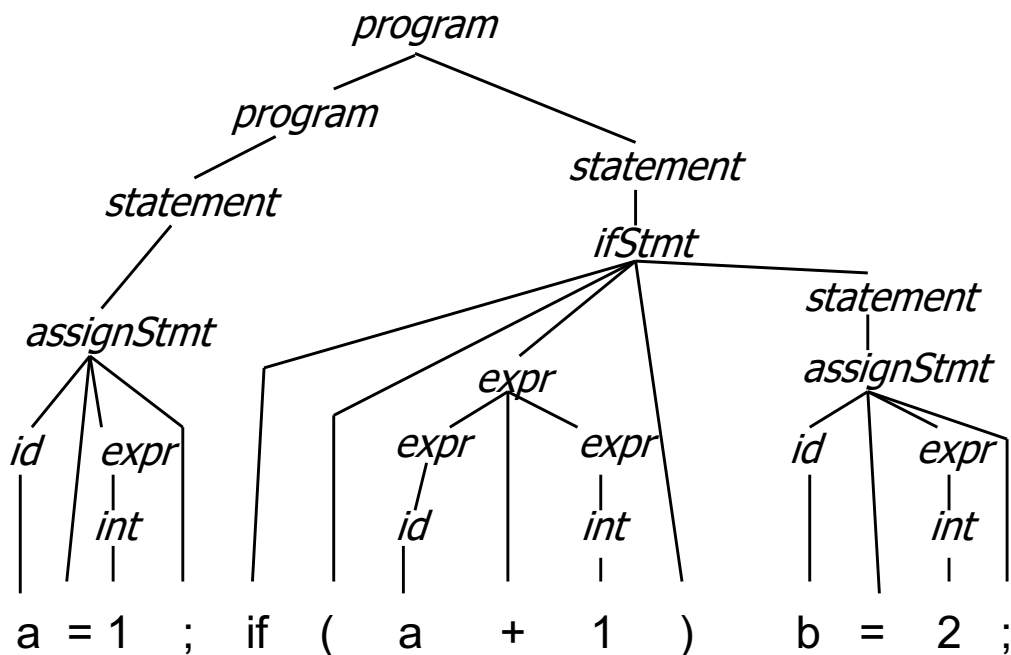 program
program
statement
statement
ifStmt
statement
assignStmt
assignStmt
expr
id expr expr expr id expr
int id int int
a = 1 ; if ( a + 1 ) b = 2 ;